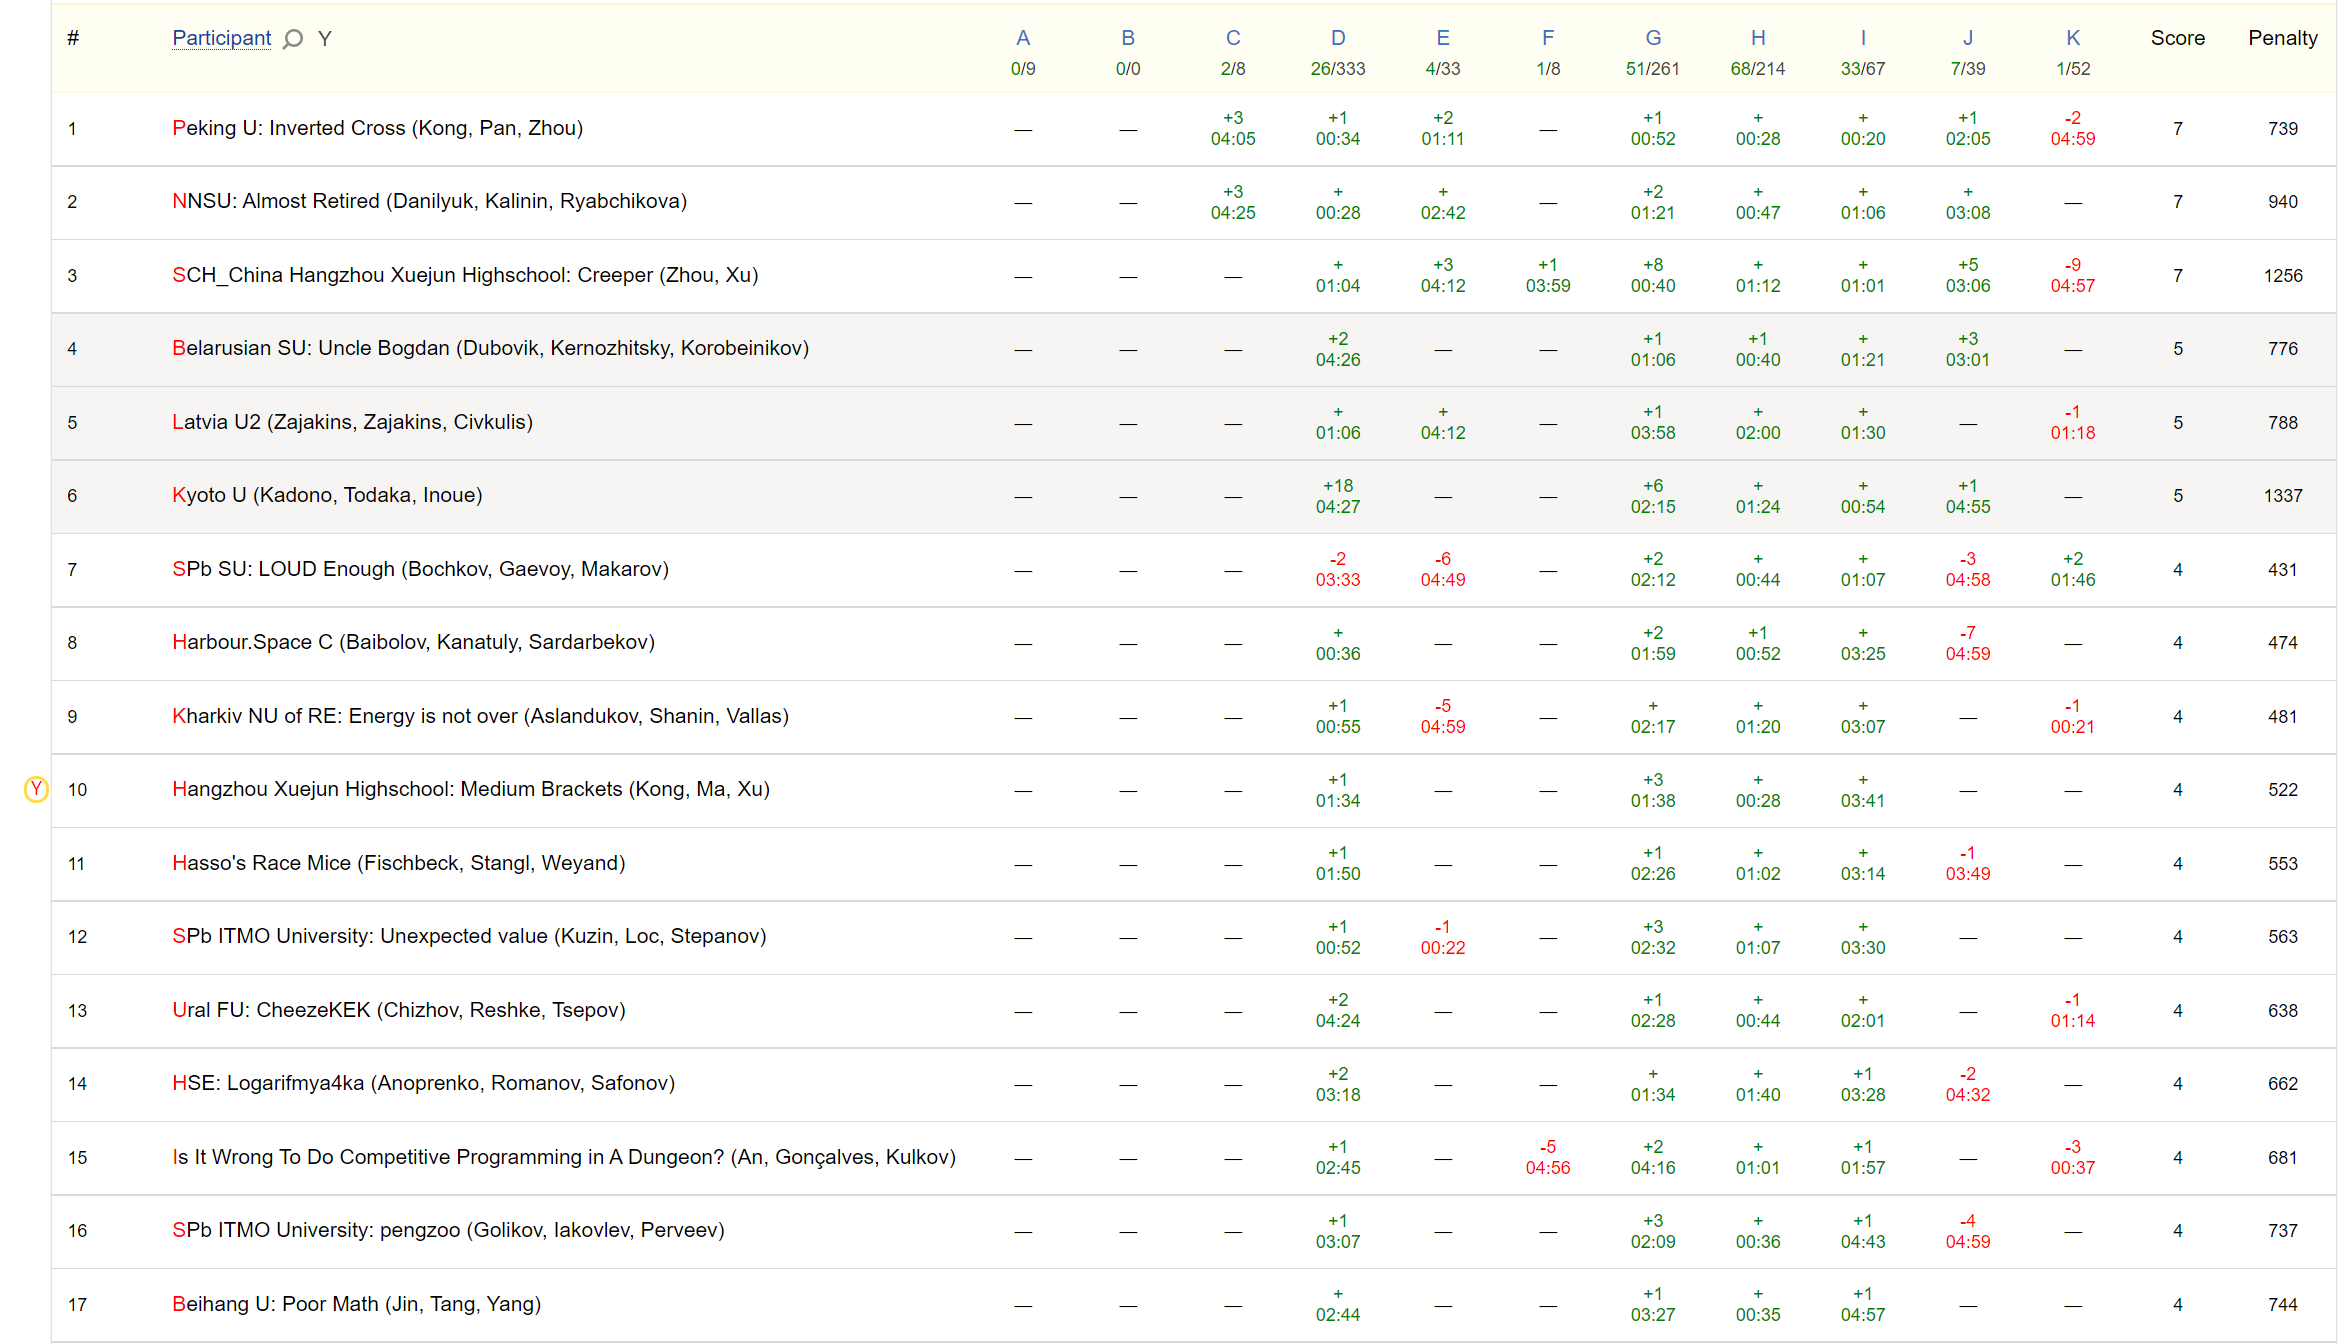 # Participant Y A B C D E F G H I J K Score Penalty
0/9 0/0 2/8 26/333 4/33 1/8 51/261 68/214 33/67 7/39 1/52
1 Peking U: Inverted Cross (Kong, Pan, Zhou) — — +3 04:05 +1 00:34 +2 01:11 — +1 00:52 + 00:28 + 00:20 +1 02:05 -2 04:59 7 739
2 NNSU: Almost Retired (Danilyuk, Kalinin, Ryabchikova) — — +3 04:25 + 00:28 + 02:42 — +2 01:21 + 00:47 + 01:06 + 03:08 — 7 940
3 SCH_China Hangzhou Xuejun Highschool: Creeper (Zhou, Xu) — — — + 01:04 +3 04:12 +1 03:59 +8 00:40 + 01:12 + 01:01 +5 03:06 -9 04:57 7 1256
4 Belarusian SU: Uncle Bogdan (Dubovik, Kernozhitsky, Korobeinikov) — — — +2 04:26 — — +1 01:06 +1 00:40 + 01:21 +3 03:01 — 5 776
5 Latvia U2 (Zajakins, Zajakins, Civkulis) — — — + 01:06 + 04:12 — +1 03:58 + 02:00 + 01:30 — -1 01:18 5 788
6 Kyoto U (Kadono, Todaka, Inoue) — — — +18 04:27 — — +6 02:15 + 01:24 + 00:54 +1 04:55 — 5 1337
7 SPb SU: LOUD Enough (Bochkov, Gaevoy, Makarov) — — — -2 03:33 -6 04:49 — +2 02:12 + 00:44 + 01:07 -3 04:58 +2 01:46 4 431
8 Harbour.Space C (Baibolov, Kanatuly, Sardarbekov) — — — + 00:36 — — +2 01:59 +1 00:52 + 03:25 -7 04:59 — 4 474
9 Kharkiv NU of RE: Energy is not over (Aslandukov, Shanin, Vallas) — — — +1 00:55 -5 04:59 — + 02:17 + 01:20 + 03:07 — -1 00:21 4 481
Y 10 Hangzhou Xuejun Highschool: Medium Brackets (Kong, Ma, Xu) — — — +1 01:34 — — +3 01:38 + 00:28 + 03:41 — — 4 522
11 Hasso's Race Mice (Fischbeck, Stangl, Weyand) — — — +1 01:50 — — +1 02:26 + 01:02 + 03:14 -1 03:49 — 4 553
12 SPb ITMO University: Unexpected value (Kuzin, Loc, Stepanov) — — — +1 00:52 -1 00:22 — +3 02:32 + 01:07 + 03:30 — — 4 563
13 Ural FU: CheezeKEK (Chizhov, Reshke, Tsepov) — — — +2 04:24 — — +1 02:28 + 00:44 + 02:01 — -1 01:14 4 638
14 HSE: Logarifmya4ka (Anoprenko, Romanov, Safonov) — — — +2 03:18 — — + 01:34 + 01:40 +1 03:28 -2 04:32 — 4 662
15 Is It Wrong To Do Competitive Programming in A Dungeon? (An, Gonçalves, Kulkov) — — — +1 02:45 — -5 04:56 +2 04:16 + 01:01 +1 01:57 — -3 00:37 4 681
16 SPb ITMO University: pengzoo (Golikov, Iakovlev, Perveev) — — — +1 03:07 — — +3 02:09 + 00:36 +1 04:43 -4 04:59 — 4 737
17 Beihang U: Poor Math (Jin, Tang, Yang) — — — + 02:44 — — +1 03:27 + 00:35 +1 04:57 — — 4 744